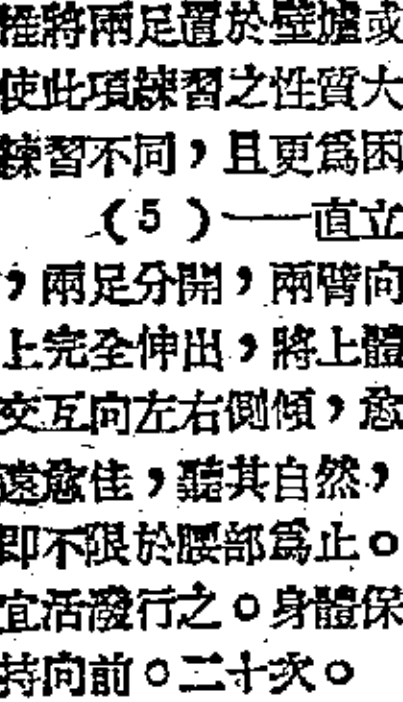 擢將兩足置於壁爐或
使此項練習之性質大
練習不同，且更爲困
(5)——直立
，兩足分開，兩臂向
上完全伸出，將上體
交互向左右側傾，愈
遠愈佳，聽其自然，
卽不限於腰部爲止。
宜活潑行之。身體保
持向前。二十次。